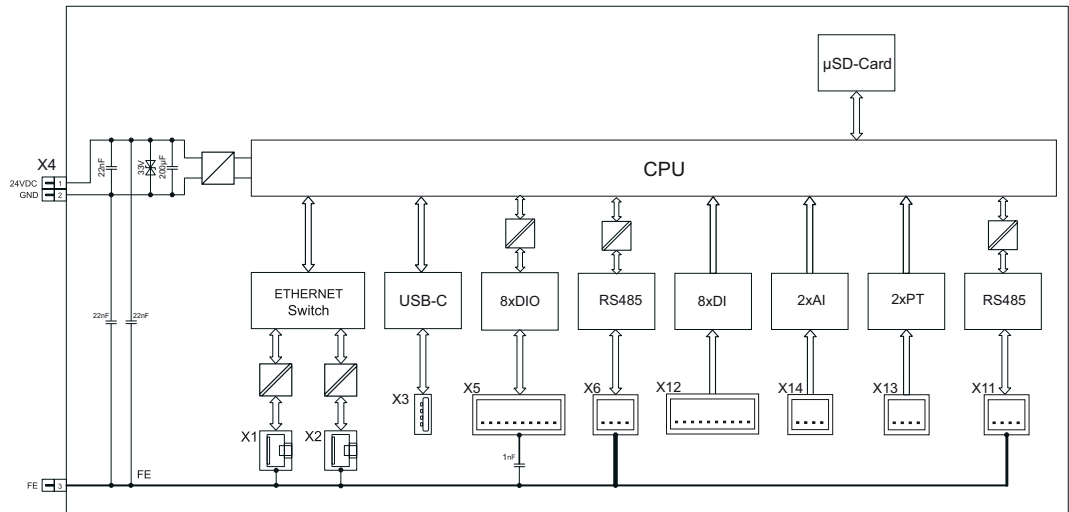 µSD-Card
X4
24VDC
1
GND
2
22nF
33V
200µF
CPU
22nF
22nF
ETHERNET
Switch
USB-C
8xDIO
RS485
8xDI
2xAI
2xPT
RS485
X1
X2
X3
X5
X6
X12
X14
X13
X11
1nF
FE
FE
3